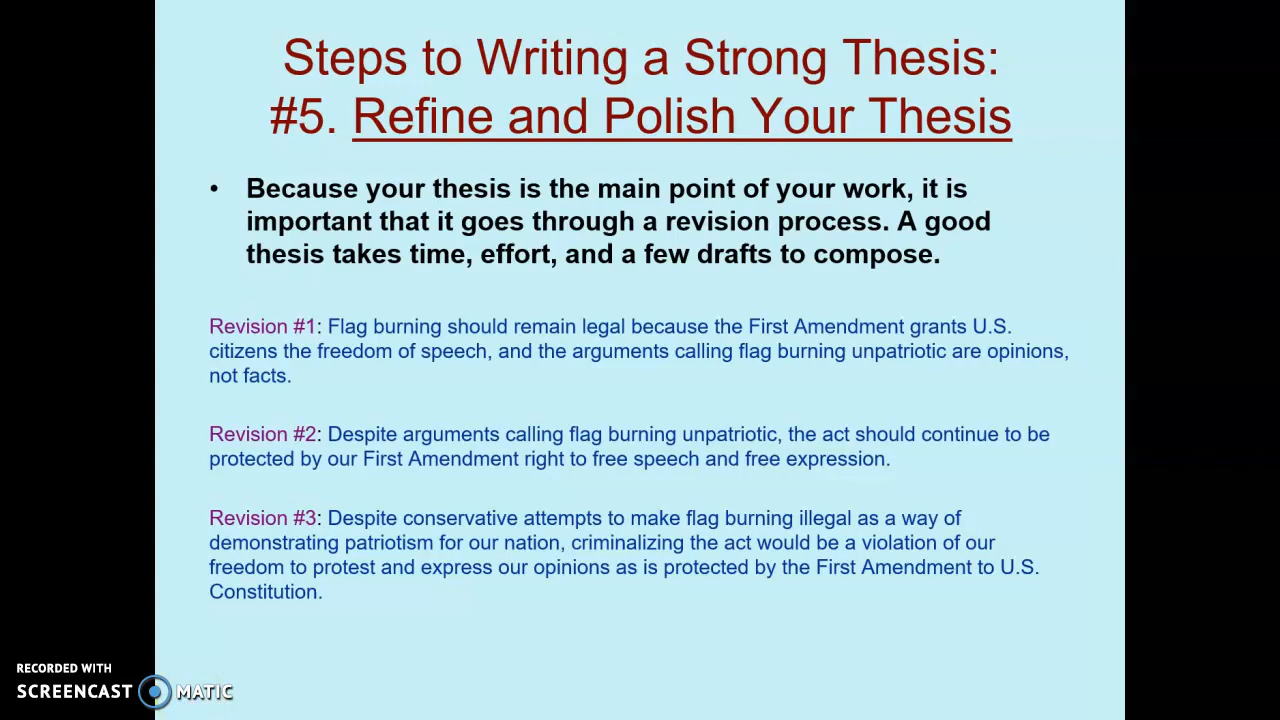 Steps to Writing a Strong Thesis:
#5. Refine and Polish Your Thesis
• Because your thesis is the main point of your work, it is
important that it goes through a revision process. A good
thesis takes time, effort, and a few drafts to compose.
Revision #1: Flag burning should remain legal because the First Amendment grants U.S.
citizens the freedom of speech, and the arguments calling flag burning unpatriotic are opinions,
not facts.
Revision #2: Despite arguments calling flag burning unpatriotic, the act should continue to be
protected by our First Amendment right to free speech and free expression.
Revision #3: Despite conservative attempts to make flag burning illegal as a way of
demonstrating patriotism for our nation, criminalizing the act would be a violation of our
freedom to protest and express our opinions as is protected by the First Amendment to U.S.
Constitution.
RECORDED WITH
SCREENCAST MATIC